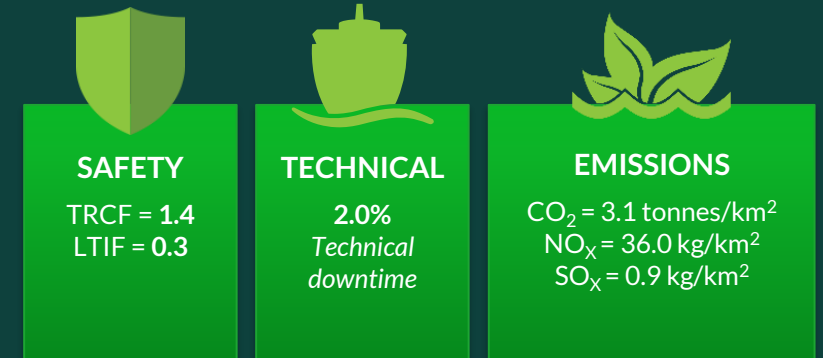 SAFETY
TRCF = 1.4
LTIF = 0.3
TECHNICAL
2.0%
Technical
downtime
EMISSIONS
CO₂ = 3.1 tonnes/km²
NOₓ = 36.0 kg/km²
SOₓ = 0.9 kg/km²